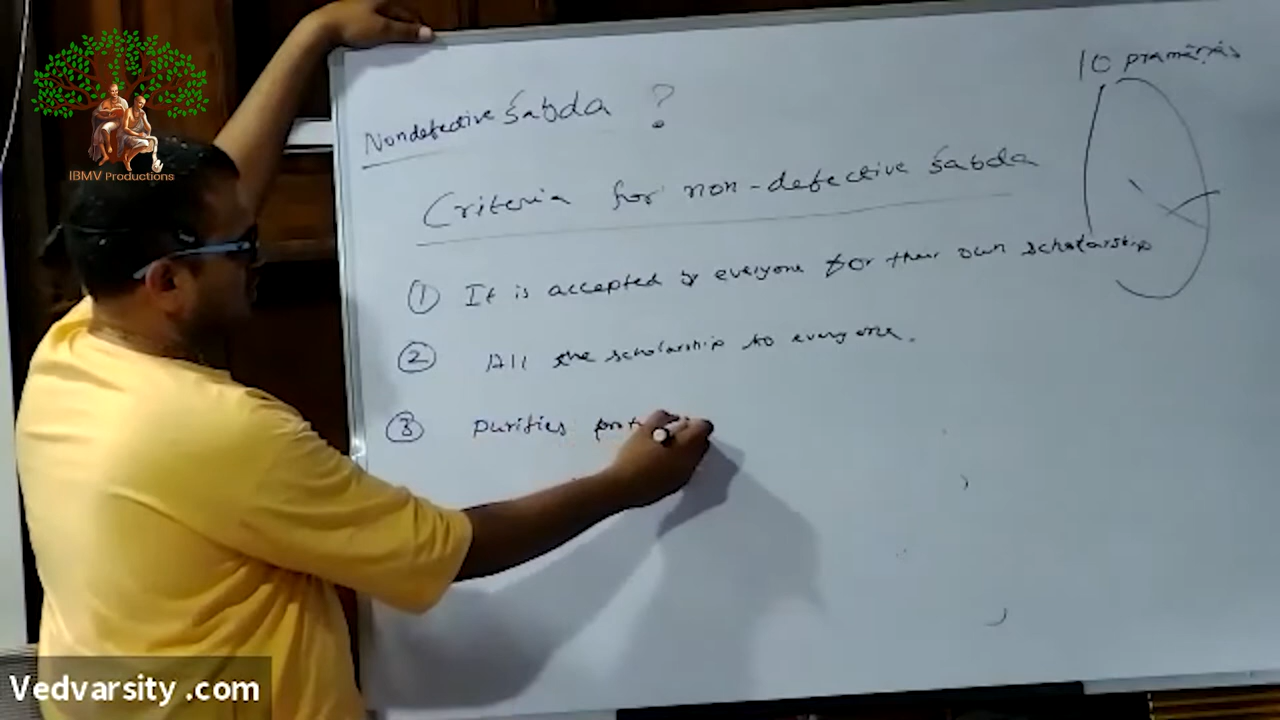 IBMV Productions
10 pramāṇas
Nondefective Śabda ?
Criteria for non-defective śabda
① It is accepted by everyone for their own scholarship
② All the scholarship to everyone.
③ Purifies
Vedvarsity .com